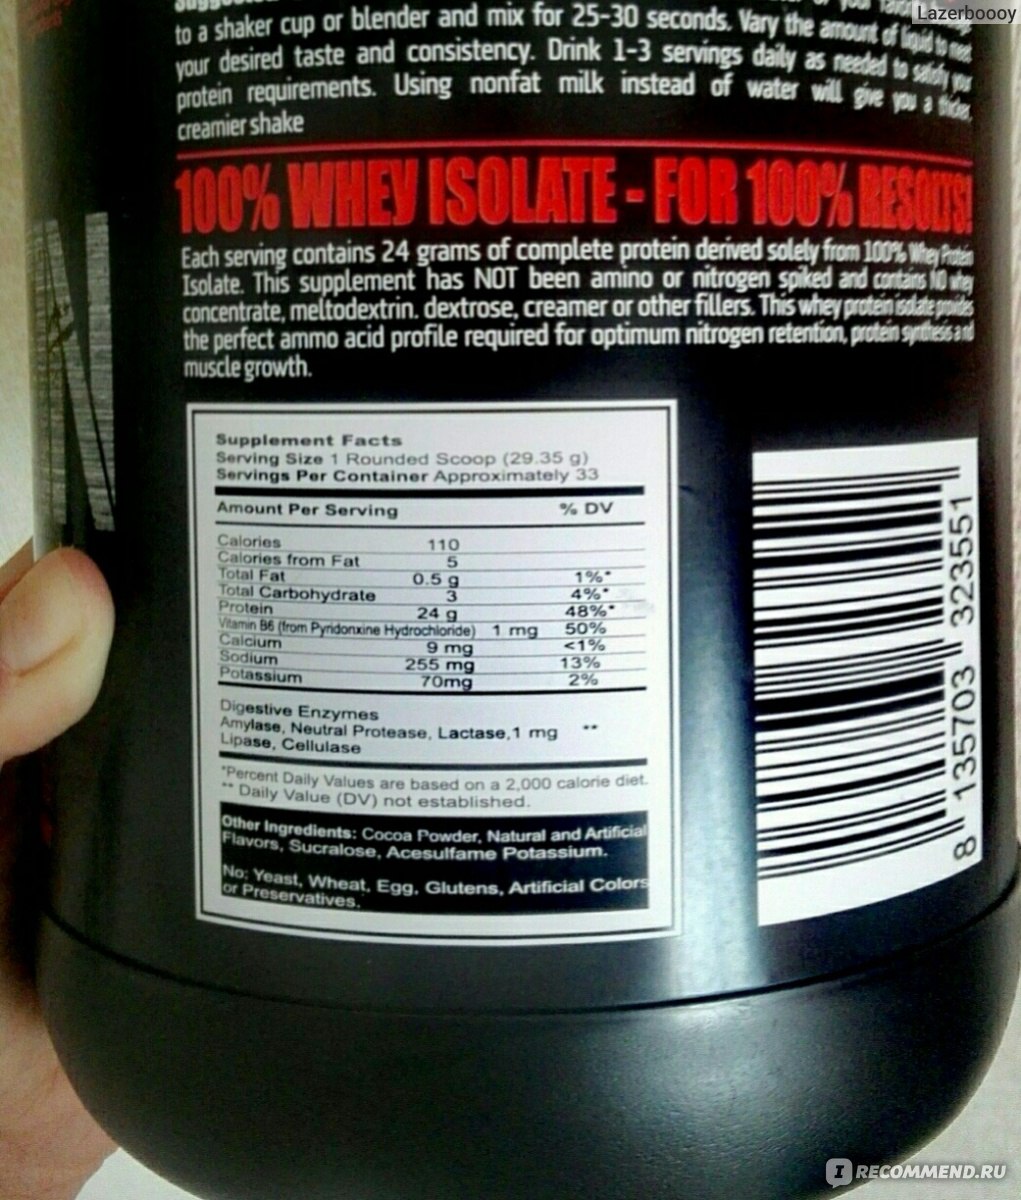 Lazerboooy
to a shaker cup or blender and mix for 25-30 seconds. Vary the amount of liquid to meet
your desired taste and consistency. Drink 1-3 servings daily as needed to satisfy your
protein requirements. Using nonfat milk instead of water will give you a thicker,
creamier shake
100% WHEY ISOLATE - FOR 100% RESULTS!
Each serving contains 24 grams of complete protein derived solely from 100% Whey Protein
Isolate. This supplement has NOT been amino or nitrogen spiked and contains NO whey
concentrate, meltodextrin. dextrose, creamer or other fillers. This whey protein isolate provides
the perfect ammo acid profile required for optimum nitrogen retention, protein synthesis and
muscle growth.
Supplement Facts
Serving Size 1 Rounded Scoop (29.35 g)
Servings Per Container Approximately 33
Amount Per Serving % DV
Calories 110
Calories from Fat 5
Total Fat 0.5 g 1%*
Total Carbohydrate 3 4%*
Protein 24 g 48%*
Vitamin B6 (from Pyridonxine Hydrochloride) 1 mg 50%
Calcium 9 mg <1%
Sodium 255 mg 13%
Potassium 70mg 2%
Digestive Enzymes
Amylase, Neutral Protease, Lactase,1 mg **
Lipase, Cellulase
*Percent Daily Values are based on a 2,000 calorie diet.
** Daily Value (DV) not established.
Other Ingredients: Cocoa Powder, Natural and Artificial
Flavors, Sucralose, Acesulfame Potassium.
No; Yeast, Wheat, Egg, Glutens, Artificial Colors
or Preservatives.
8 135703 323551
N
I RECOMMEND.RU